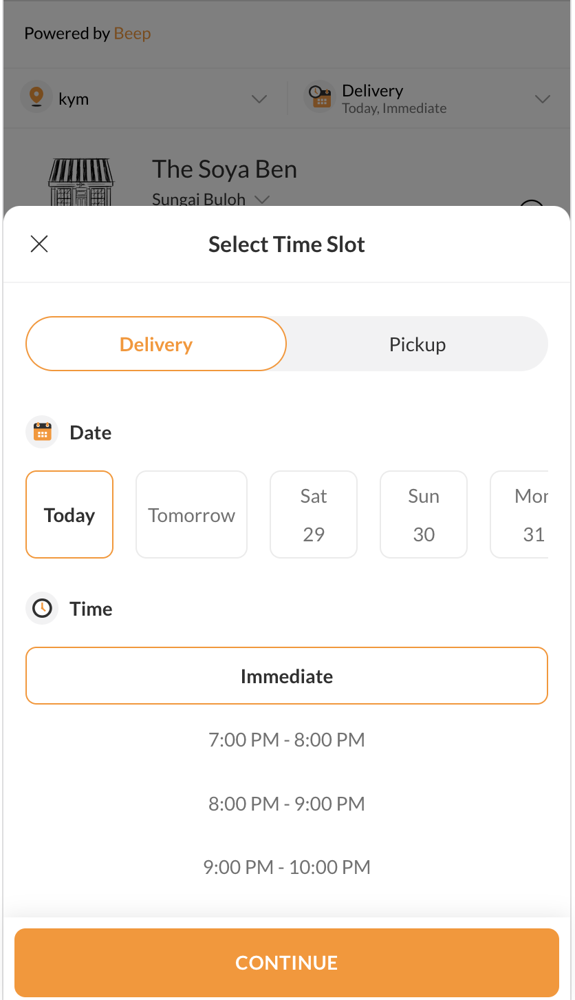 Powered by Beep
kym
Delivery
Today, Immediate
The Soya Ben
Sungai Buloh
Select Time Slot
Delivery
Pickup
Date
Today
Tomorrow
Sat
29
Sun
30
Mon
31
Time
Immediate
7:00 PM - 8:00 PM
8:00 PM - 9:00 PM
9:00 PM - 10:00 PM
CONTINUE